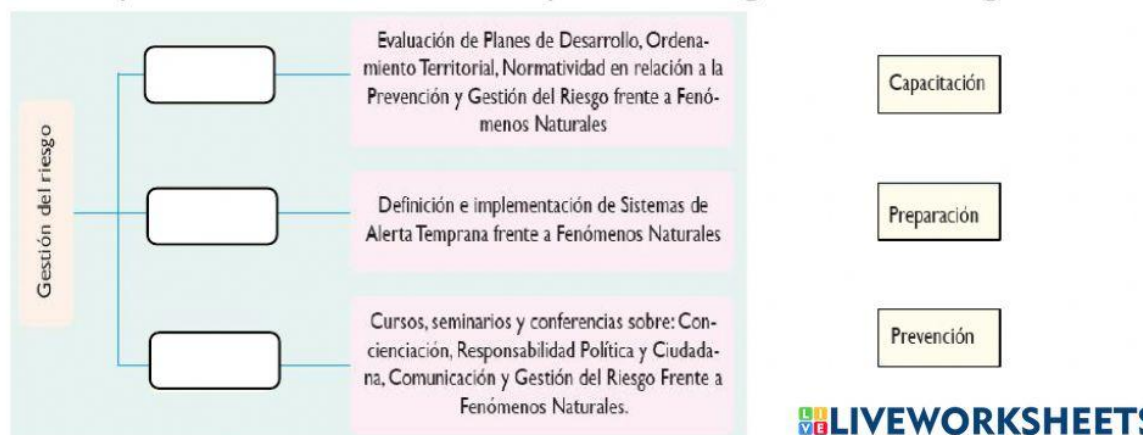 Gestión del riesgo
Evaluación de Planes de Desarrollo, Ordena-
miento Territorial, Normatividad en relación a la
Prevención y Gestión del Riesgo frente a Fenó-
menos Naturales
Definición e implementación de Sistemas de
Alerta Temprana frente a Fenómenos Naturales
Cursos, seminarios y conferencias sobre: Con-
cienciación, Responsabilidad Política y Ciudada-
na, Comunicación y Gestión del Riesgo Frente a
Fenómenos Naturales.
Capacitación
Preparación
Prevención
LIVE LIVEWORKSHEETS